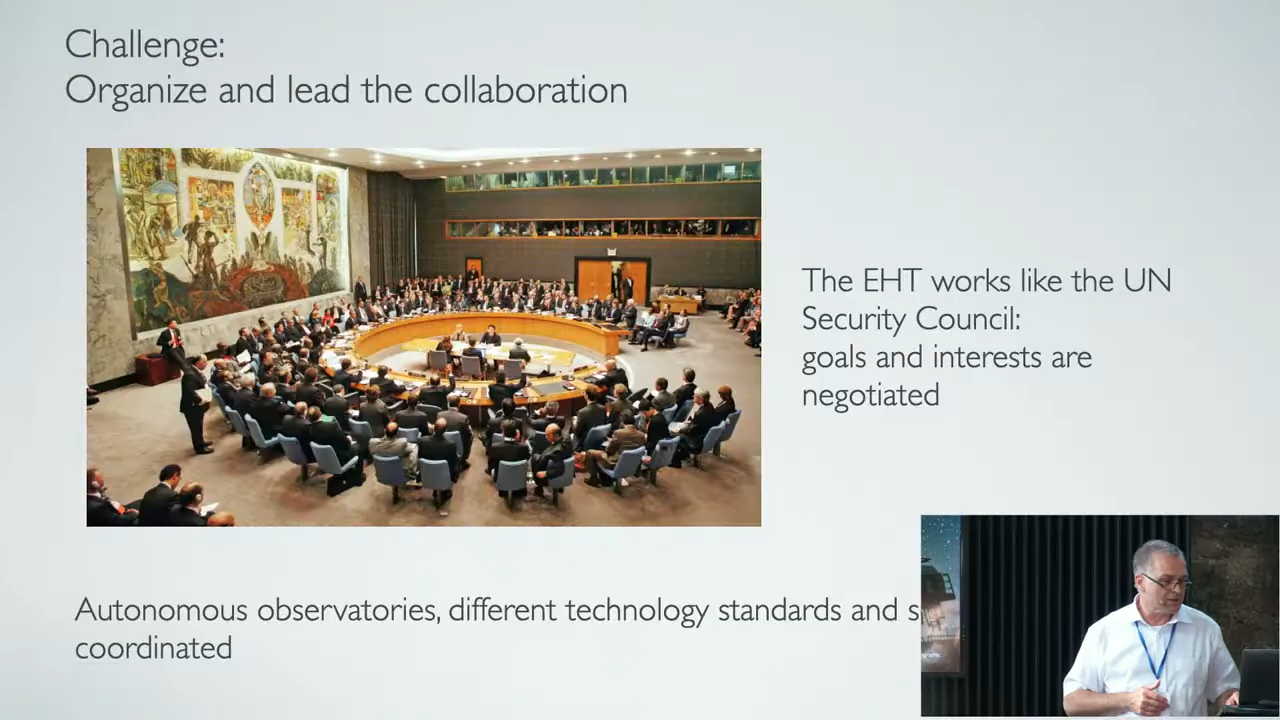 Challenge:
Organize and lead the collaboration
The EHT works like the UN
Security Council:
goals and interests are
negotiated
Autonomous observatories, different technology standards and s
coordinated